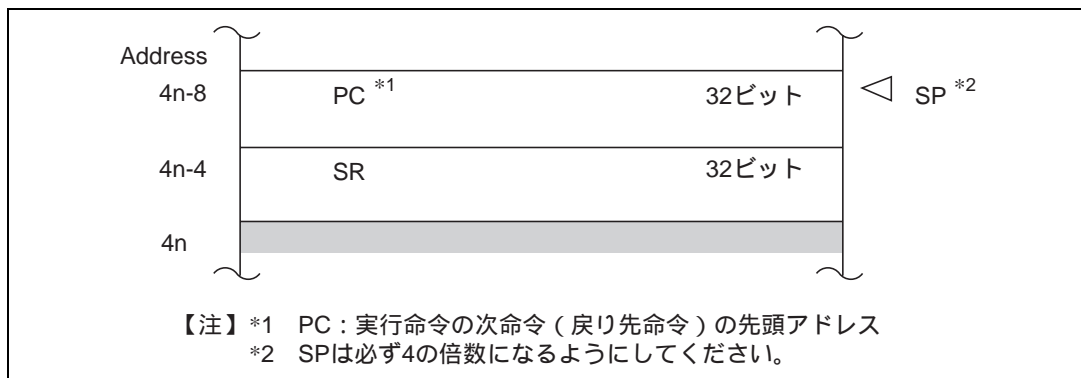 Address
4n-8 PC *1 32ビット SP *2
4n-4 SR 32ビット
4n
【注】*1 PC：実行命令の次命令（戻り先命令）の先頭アドレス
*2 SPは必ず4の倍数になるようにしてください。